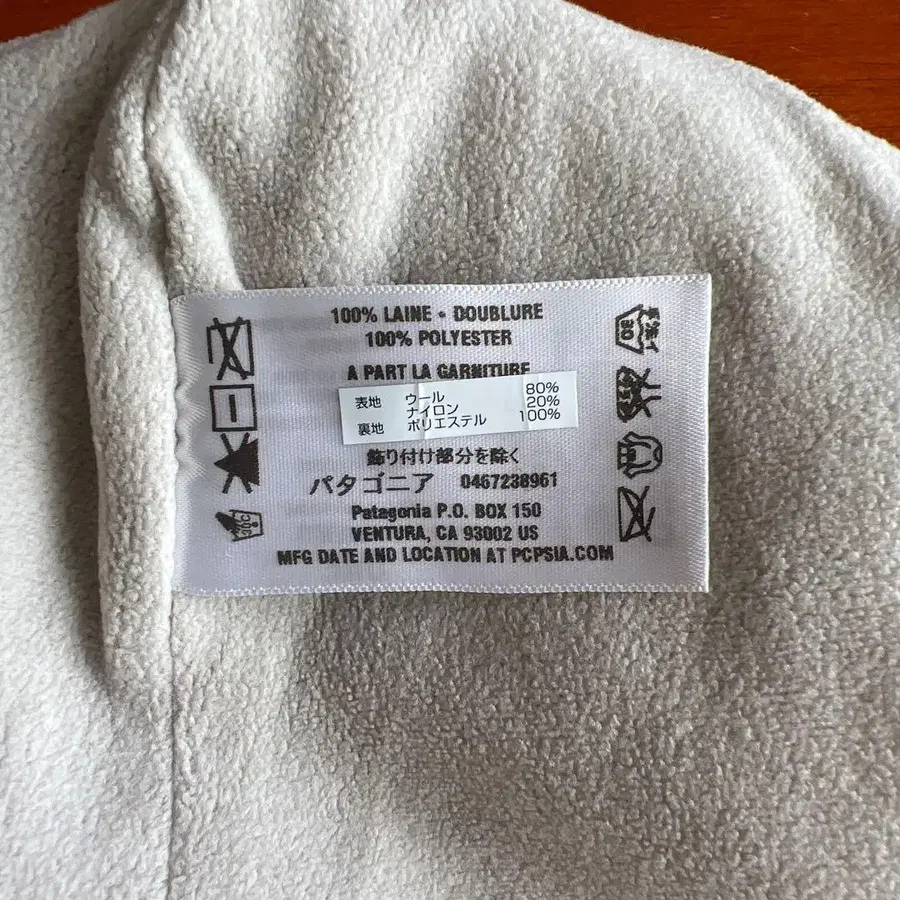 100% LAINE • DOUBLURE
100% POLYESTER
A PART LA GARNITURE
表地 ウール 80%
ナイロン 20%
裏地 ポリエステル 100%
飾り付け部分を除く
パタゴニア 0467238961
Patagonia P.O. BOX 150
VENTURA, CA 93002 US
MFG DATE AND LOCATION AT PCPSIA.COM